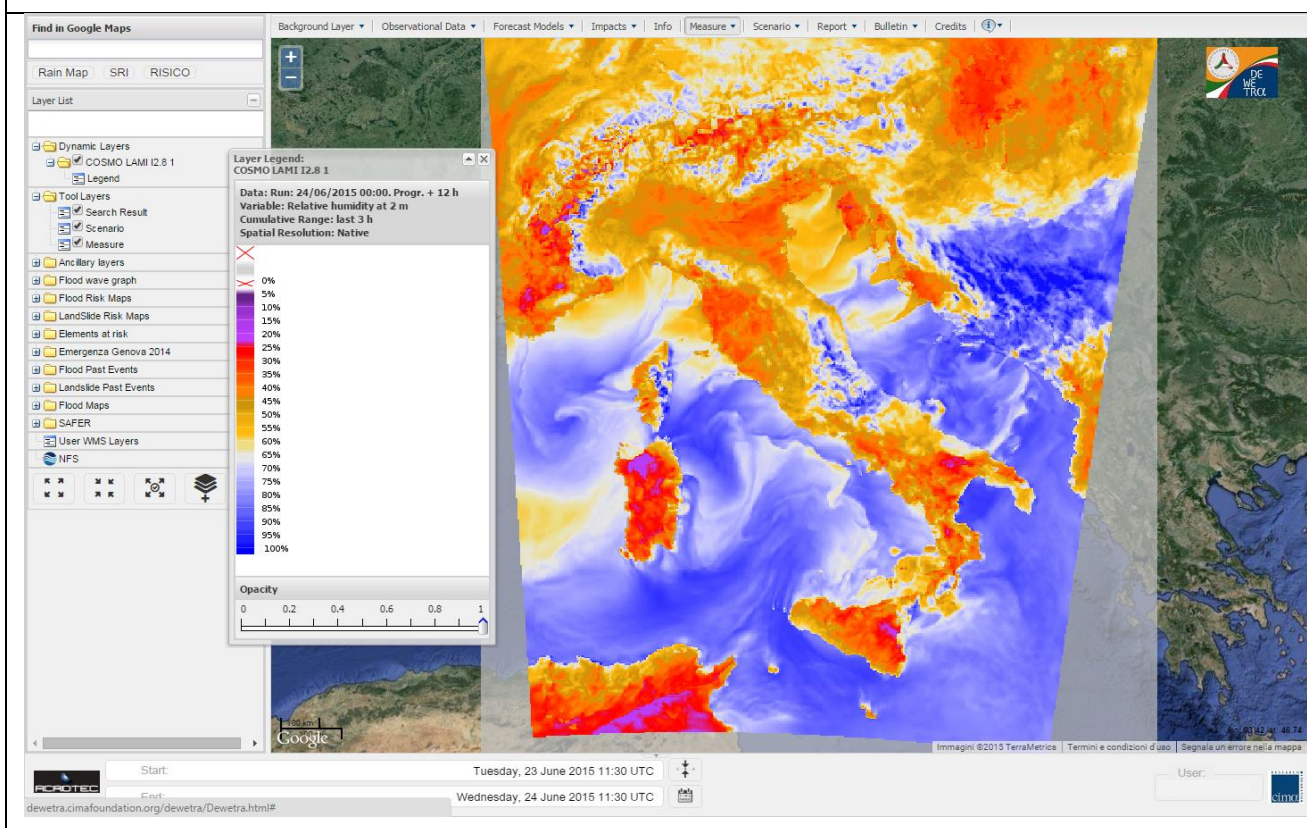 Find in Google Maps
Background Layer Observational Data Forecast Models Impacts Info Measure Scenario Report Bulletin Credits
Rain Map SRI RISICO
DE
WE
TRα
Layer List
Dynamic Layers
COSMO LAMI I2.8 1
Legend
Tool Layers
Search Result
Scenario
Measure
Ancillary layers
Flood wave graph
Flood Risk Maps
LandSlide Risk Maps
Elements at risk
Emergenza Genova 2014
Flood Past Events
Landslide Past Events
Flood Maps
SAFER
User WMS Layers
NFS
Layer Legend:
COSMO LAMI I2.8 1
Data: Run: 24/06/2015 00:00. Progr. + 12 h
Variable: Relative humidity at 2 m
Cumulative Range: last 3 h
Spatial Resolution: Native
0%
5%
10%
15%
20%
25%
30%
35%
40%
45%
50%
55%
60%
65%
70%
75%
80%
85%
90%
95%
100%
Opacity
0 0.2 0.4 0.6 0.8 1
100 km
Google
Immagini ©2015 TerraMetrics Termini e condizioni d'uso Segnala un errore nella mappa
ACROTEC
Start: Tuesday, 23 June 2015 11:30 UTC
End: Wednesday, 24 June 2015 11:30 UTC
User:
cima
dewetra.cimafoundation.org/dewetra/Dewetra.html#